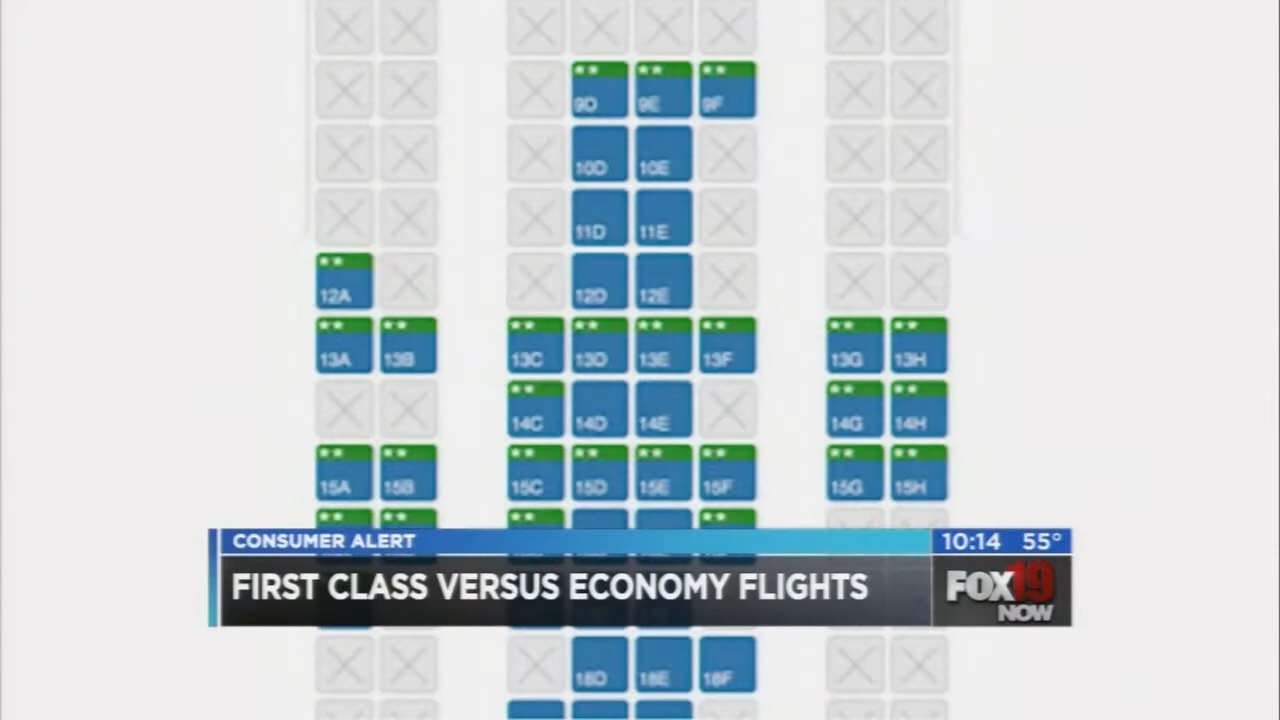 9D 9E 9F
10D 10E
11D 11E
12A 12D 12E
13A 13B 13C 13D 13E 13F 13G 13H
14C 14D 14E 14G 14H
15A 15B 15C 15D 15E 15F 15G 15H
CONSUMER ALERT 10:14 55°
FIRST CLASS VERSUS ECONOMY FLIGHTS FOX19
NOW
18D 18E 18F